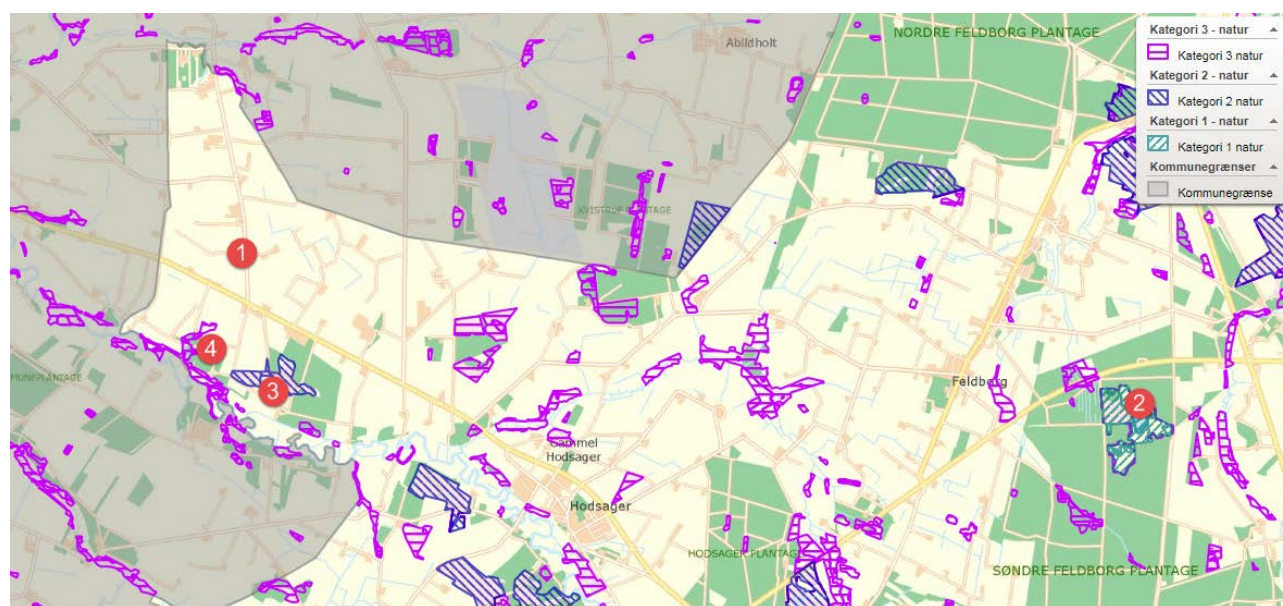 Abildholt
NORDRE FELDBORG PLANTAGE
Kategori 3 - natur
Kategori 3 natur
Kategori 2 - natur
Kategori 2 natur
Kategori 1 - natur
Kategori 1 natur
Kommunegrænser
Kommunegrænse
KVISTRUP PLANTAGE
1
4
MUNEPLANTAGE
3
Feldborg
2
Gammel
Hodsager
Hodsager
HODSAGER PLANTAGE
SØNDRE FELDBORG PLANTAGE